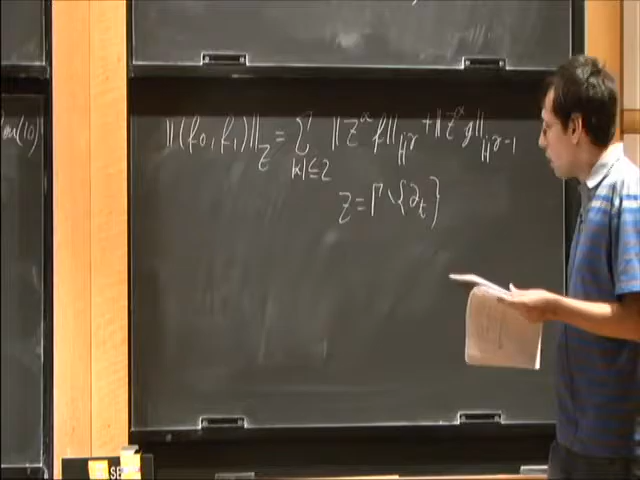 ‖(f₀, f₁)‖_Z = Σ_{|α|≤2} ‖Z^α f‖_{Ḣ^γ} + ‖Z^α g‖_{Ḣ^{γ-1}}
Z = Γ \ {∂_t}